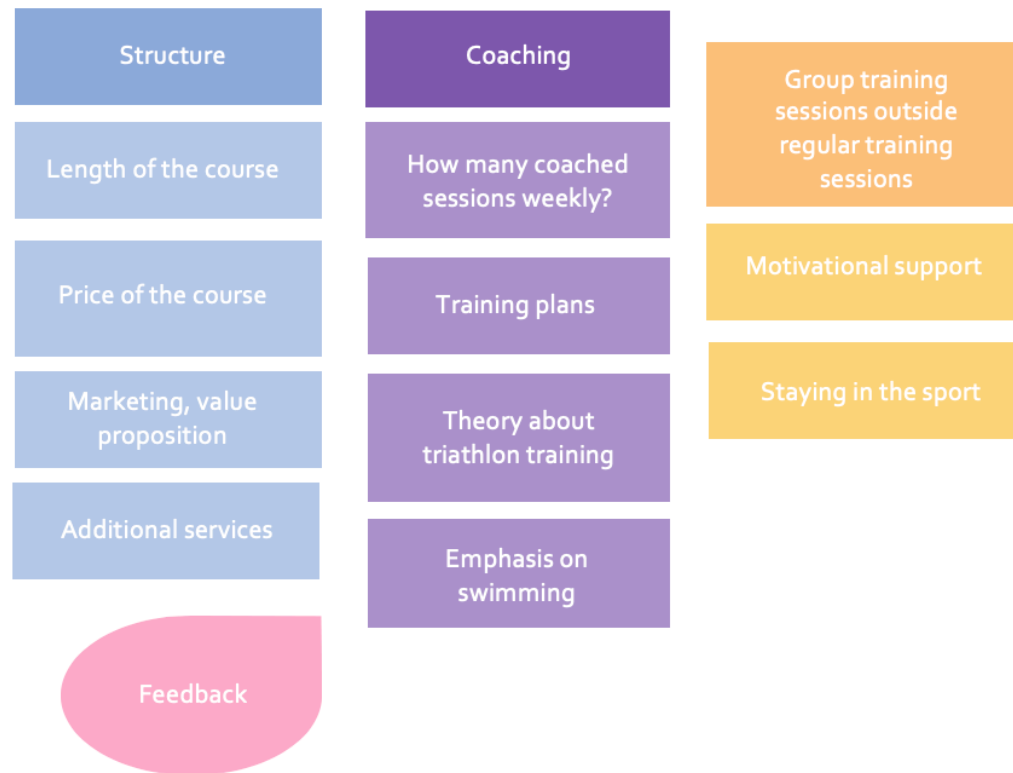 Structure
Length of the course
Price of the course
Marketing, value
proposition
Additional services
Feedback
Coaching
How many coached
sessions weekly?
Training plans
Theory about
triathlon training
Emphasis on
swimming
Group training
sessions outside
regular training
sessions
Motivational support
Staying in the sport